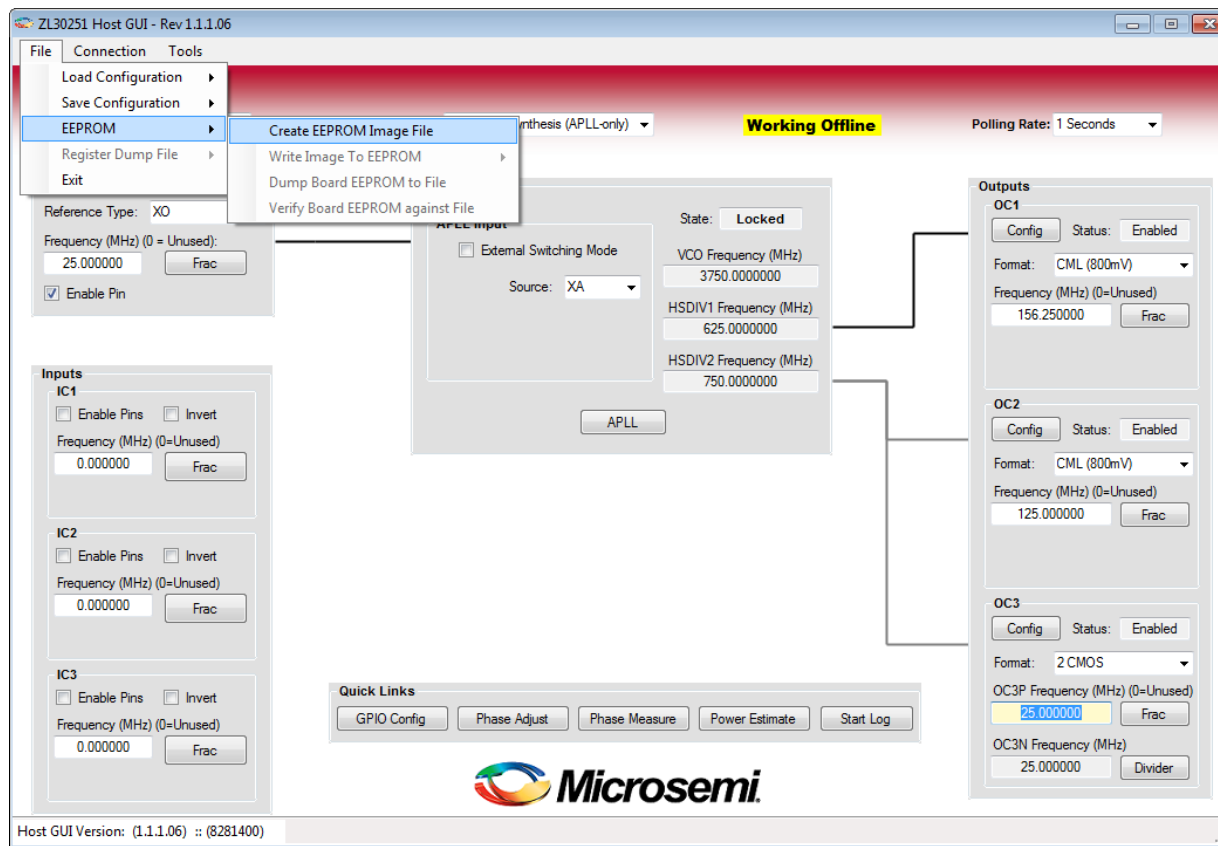 ZL30251 Host GUI - Rev 1.1.1.06
File Connection Tools
Load Configuration
Save Configuration
EEPROM
Register Dump File
Exit
Create EEPROM Image File
Write Image To EEPROM
Dump Board EEPROM to File
Verify Board EEPROM against File
(APLL-only)
Working Offline
Polling Rate: 1 Seconds
Reference Type: XO
Frequency (MHz) (0 = Unused):
25.000000 Frac
Enable Pin
APLL Input
External Switching Mode
Source: XA
State: Locked
VCO Frequency (MHz)
3750.0000000
HSDIV1 Frequency (MHz)
625.0000000
HSDIV2 Frequency (MHz)
750.0000000
APLL
Inputs
IC1
Enable Pins Invert
Frequency (MHz) (0=Unused)
0.000000 Frac
IC2
Enable Pins Invert
Frequency (MHz) (0=Unused)
0.000000 Frac
IC3
Enable Pins Invert
Frequency (MHz) (0=Unused)
0.000000 Frac
Outputs
OC1
Config Status: Enabled
Format: CML (800mV)
Frequency (MHz) (0=Unused)
156.250000 Frac
OC2
Config Status: Enabled
Format: CML (800mV)
Frequency (MHz) (0=Unused)
125.000000 Frac
OC3
Config Status: Enabled
Format: 2 CMOS
OC3P Frequency (MHz) (0=Unused)
25.000000 Frac
OC3N Frequency (MHz)
25.000000 Divider
Quick Links
GPIO Config Phase Adjust Phase Measure Power Estimate Start Log
Microsemi.
Host GUI Version: (1.1.1.06) :: (8281400)